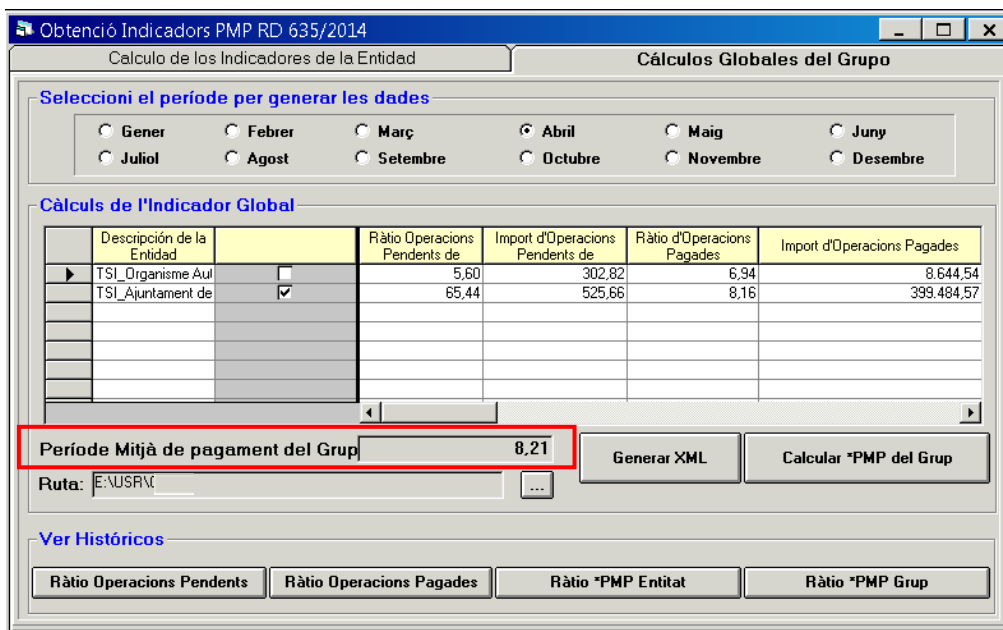 Obtenció Indicadors PMP RD 635/2014
Calculo de los Indicadores de la Entidad Cálculos Globales del Grupo
Seleccioni el període per generar les dades
Gener Febrer Març Abril Maig Juny
Juliol Agost Setembre Octubre Novembre Desembre
Càlculs de l'Indicador Global
Descripción de la Entidad Ràtio Operacions Pendents de Import d'Operacions Pendents de Ràtio d'Operacions Pagades Import d'Operacions Pagades
TSI_Organisme Aul 5,60 302,82 6,94 8.644,54
TSI_Ajuntament de 65,44 525,66 8,16 399.484,57
Període Mitjà de pagament del Grup 8,21
Generar XML Calcular *PMP del Grup
Ruta: E:\USR\ ...
Ver Históricos
Ràtio Operacions Pendents Ràtio Operacions Pagades Ràtio *PMP Entitat Ràtio *PMP Grup